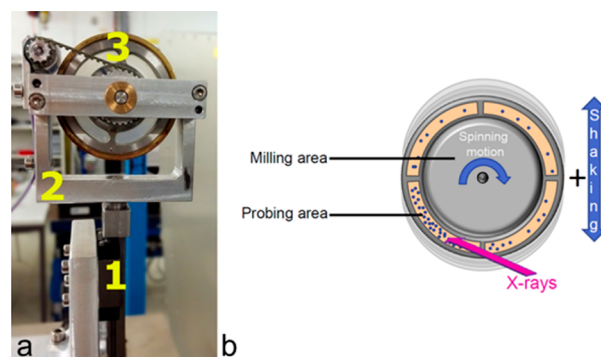 3
2
1
a
b
Milling area
Probing area
Spinning
motion
X-rays
+
Shaking